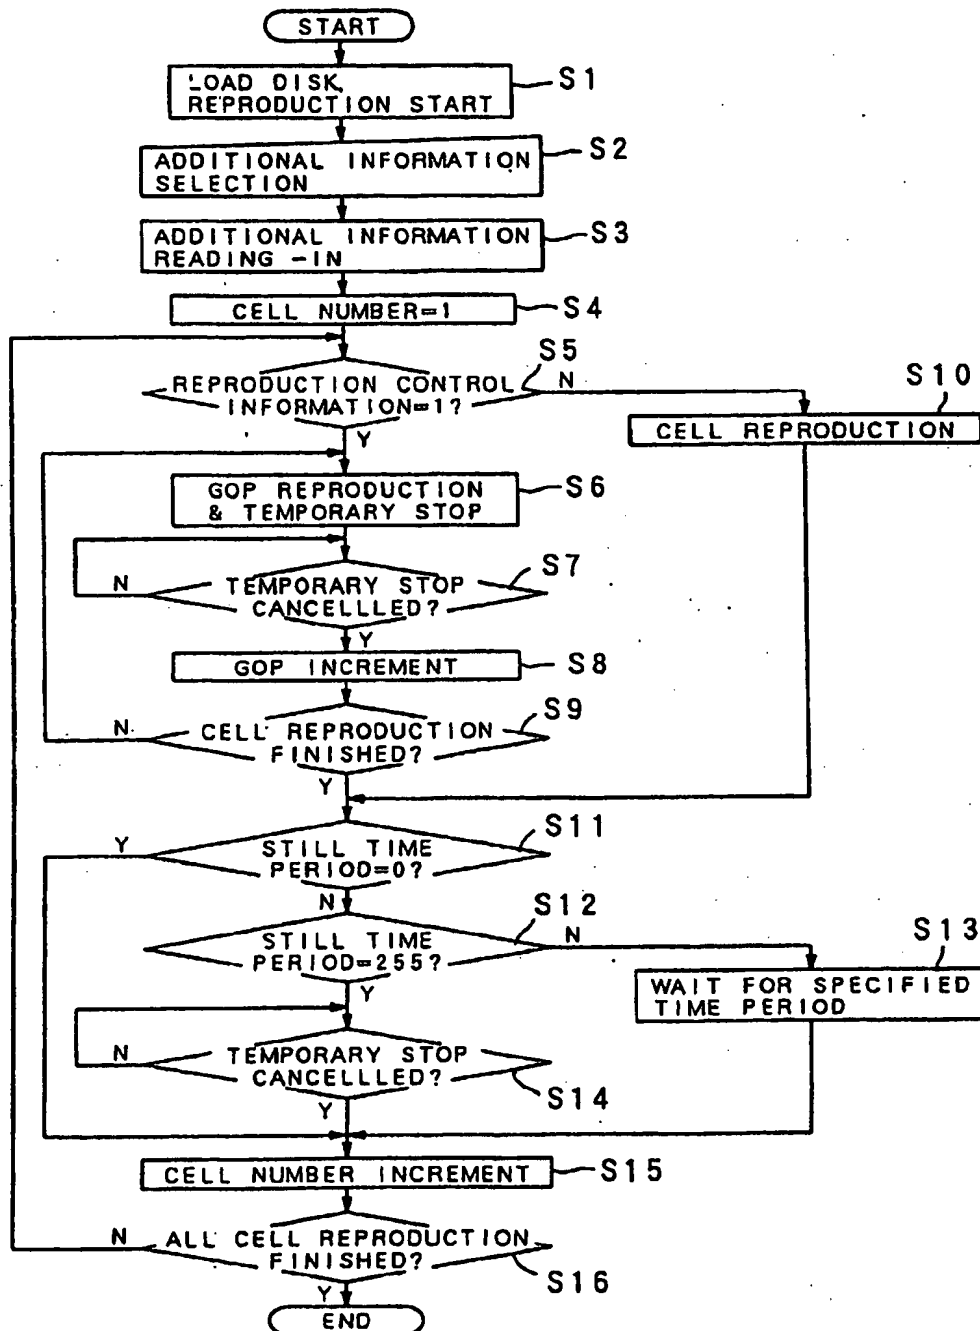 START
LOAD DISK,
REPRODUCTION START
S1
ADDITIONAL INFORMATION
SELECTION
S2
ADDITIONAL INFORMATION
READING -IN
S3
CELL NUMBER=1
S4
REPRODUCTION CONTROL
INFORMATION=1?
S5
N
Y
S10
CELL REPRODUCTION
GOP REPRODUCTION
& TEMPORARY STOP
S6
TEMPORARY STOP
CANCELLLED?
S7
N
Y
GOP INCREMENT
S8
CELL REPRODUCTION
FINISHED?
S9
N
Y
STILL TIME
PERIOD=0?
S11
Y
N
STILL TIME
PERIOD=255?
S12
N
Y
S13
WAIT FOR SPECIFIED
TIME PERIOD
TEMPORARY STOP
CANCELLLED?
N
S14
Y
CELL NUMBER INCREMENT
S15
ALL CELL REPRODUCTION
FINISHED?
N
S16
Y
END